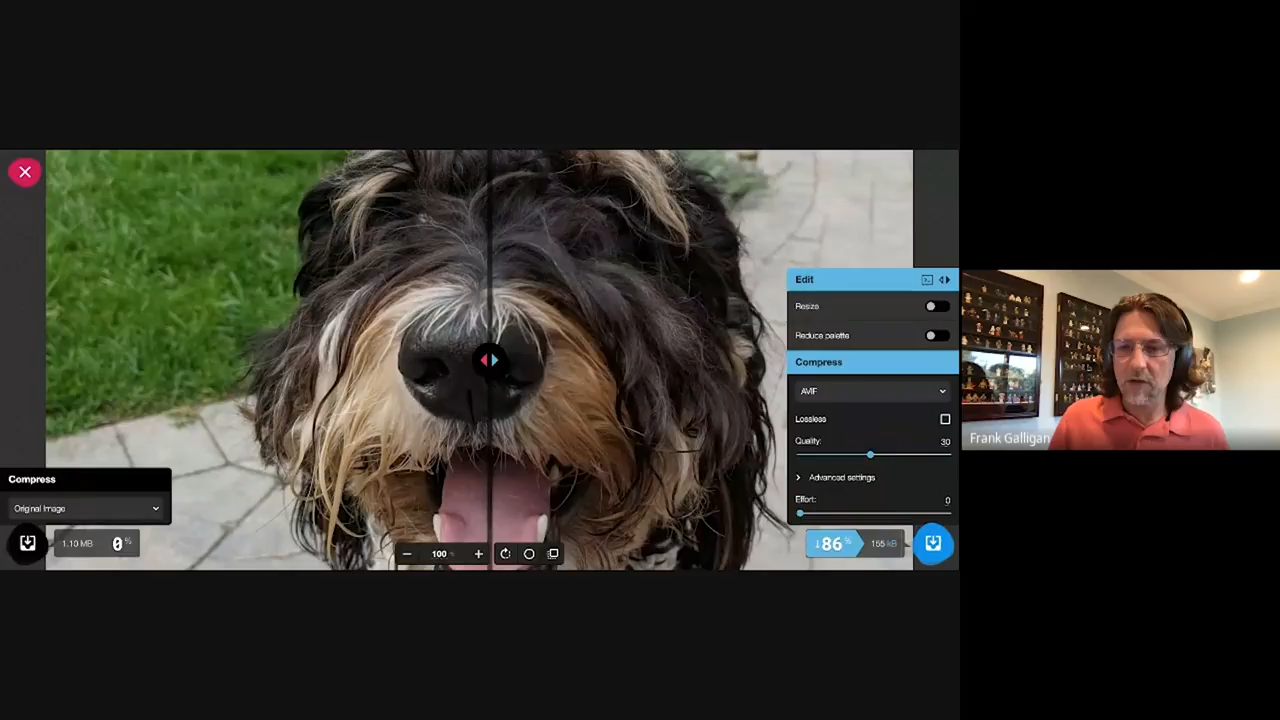 Edit
Resize
Reduce palette
Compress
AVIF
Lossless
Quality: 30
Advanced settings
Effort: 0
Frank Galligan
Compress
Original Image
1.10 MB 0 %
100 %
↓86 % 155 kB